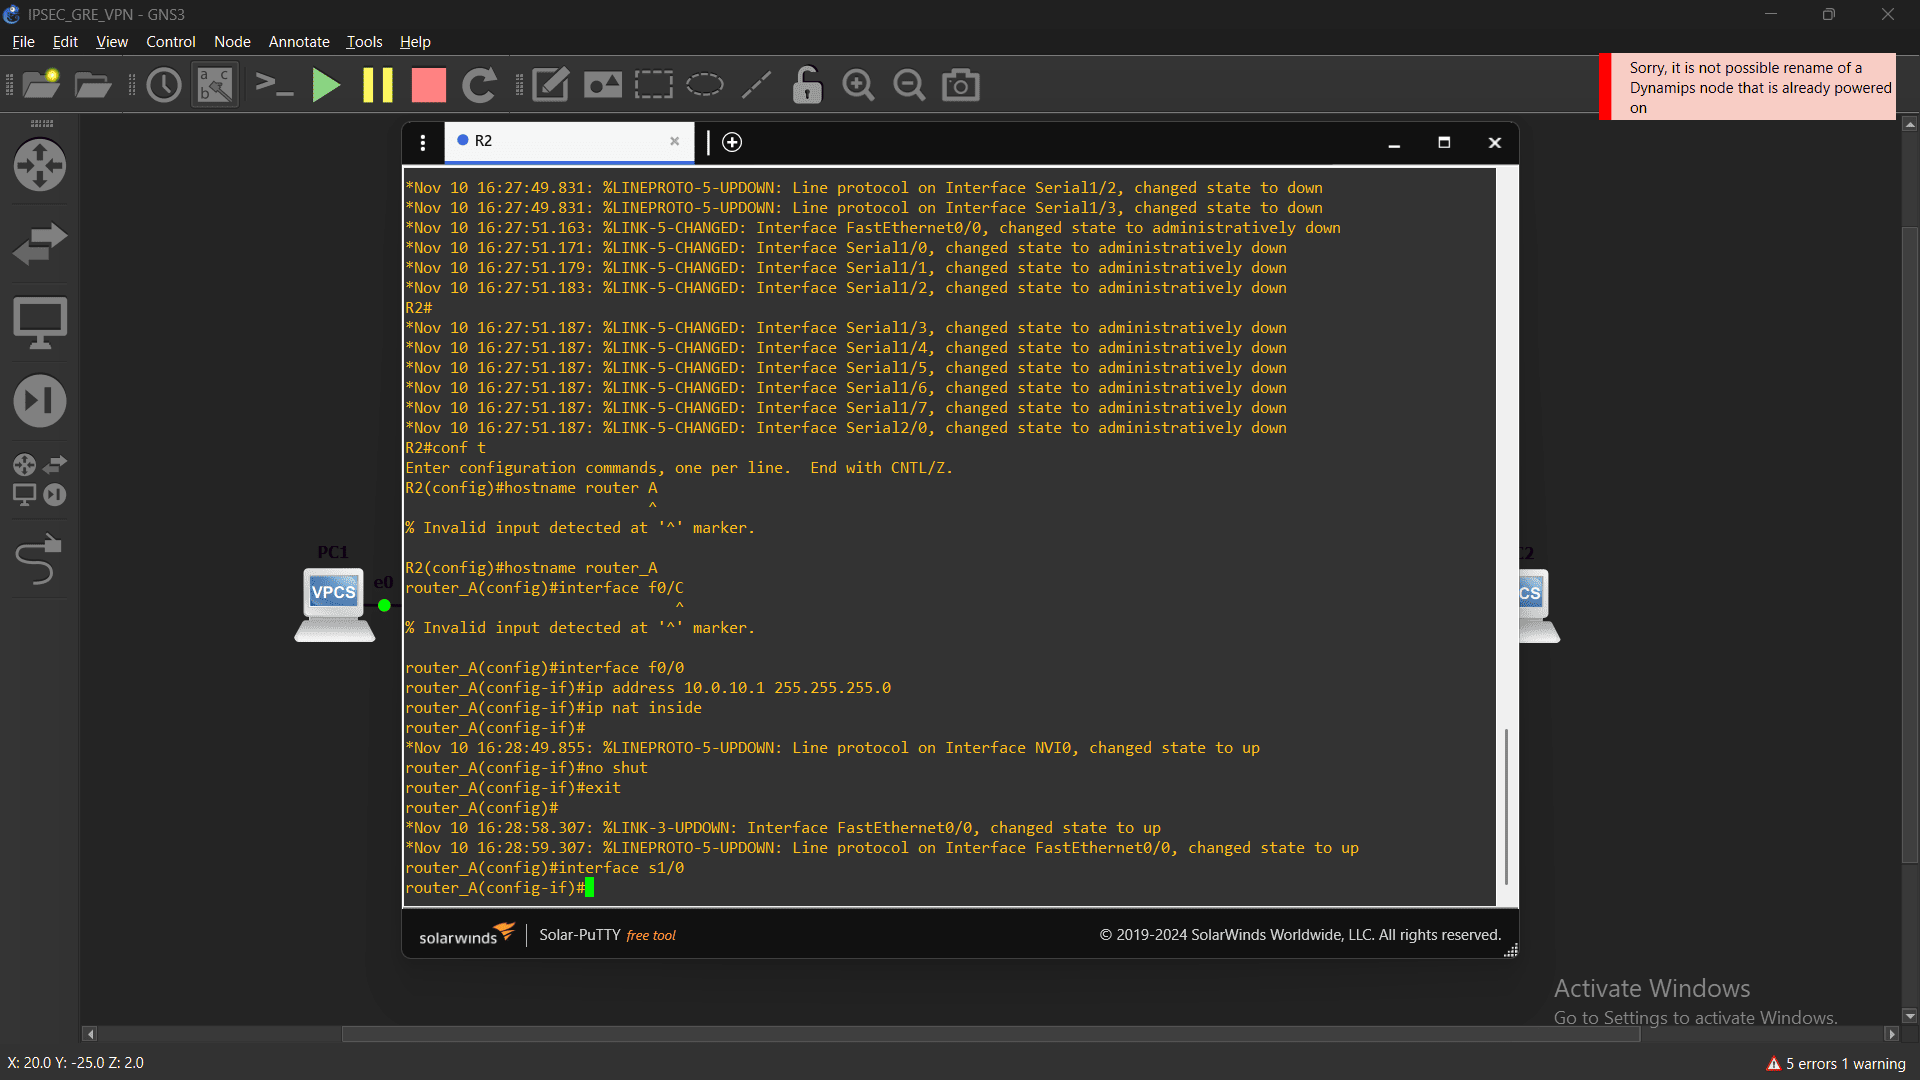 IPSEC_GRE_VPN - GNS3
File Edit View Control Node Annotate Tools Help
Sorry, it is not possible rename of a
Dynamips node that is already powered
on
R2
*Nov 10 16:27:49.831: %LINEPROTO-5-UPDOWN: Line protocol on Interface Serial1/2, changed state to down
*Nov 10 16:27:49.831: %LINEPROTO-5-UPDOWN: Line protocol on Interface Serial1/3, changed state to down
*Nov 10 16:27:51.163: %LINK-5-CHANGED: Interface FastEthernet0/0, changed state to administratively down
*Nov 10 16:27:51.171: %LINK-5-CHANGED: Interface Serial1/0, changed state to administratively down
*Nov 10 16:27:51.179: %LINK-5-CHANGED: Interface Serial1/1, changed state to administratively down
*Nov 10 16:27:51.183: %LINK-5-CHANGED: Interface Serial1/2, changed state to administratively down
R2#
*Nov 10 16:27:51.187: %LINK-5-CHANGED: Interface Serial1/3, changed state to administratively down
*Nov 10 16:27:51.187: %LINK-5-CHANGED: Interface Serial1/4, changed state to administratively down
*Nov 10 16:27:51.187: %LINK-5-CHANGED: Interface Serial1/5, changed state to administratively down
*Nov 10 16:27:51.187: %LINK-5-CHANGED: Interface Serial1/6, changed state to administratively down
*Nov 10 16:27:51.187: %LINK-5-CHANGED: Interface Serial1/7, changed state to administratively down
*Nov 10 16:27:51.187: %LINK-5-CHANGED: Interface Serial2/0, changed state to administratively down
R2#conf t
Enter configuration commands, one per line.  End with CNTL/Z.
R2(config)#hostname router A
^
% Invalid input detected at '^' marker.
R2(config)#hostname router_A
router_A(config)#interface f0/C
^
% Invalid input detected at '^' marker.
router_A(config)#interface f0/0
router_A(config-if)#ip address 10.0.10.1 255.255.255.0
router_A(config-if)#ip nat inside
router_A(config-if)#
*Nov 10 16:28:49.855: %LINEPROTO-5-UPDOWN: Line protocol on Interface NVI0, changed state to up
router_A(config-if)#no shut
router_A(config-if)#exit
router_A(config)#
*Nov 10 16:28:58.307: %LINK-3-UPDOWN: Interface FastEthernet0/0, changed state to up
*Nov 10 16:28:59.307: %LINEPROTO-5-UPDOWN: Line protocol on Interface FastEthernet0/0, changed state to up
router_A(config)#interface s1/0
router_A(config-if)#
solarwinds Solar-PuTTY free tool © 2019-2024 SolarWinds Worldwide, LLC. All rights reserved.
PC1
VPCS
e0
C2
CS
Activate Windows
Go to Settings to activate Windows.
X: 20.0 Y: -25.0 Z: 2.0
5 errors 1 warning